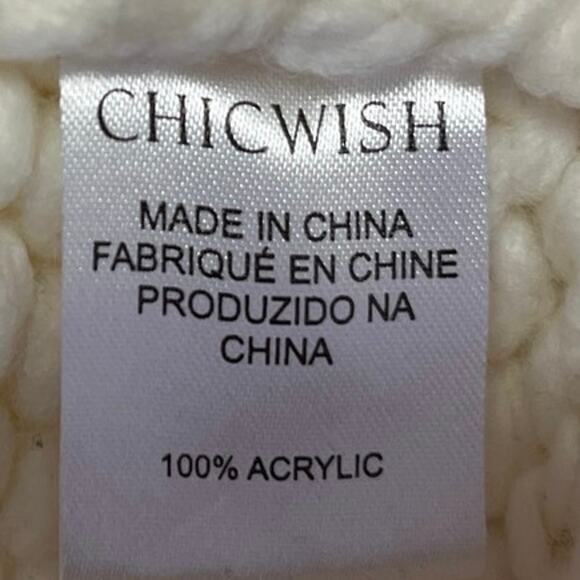 CHICWISH
MADE IN CHINA
FABRIQUÉ EN CHINE
PRODUZIDO NA
CHINA
100% ACRYLIC